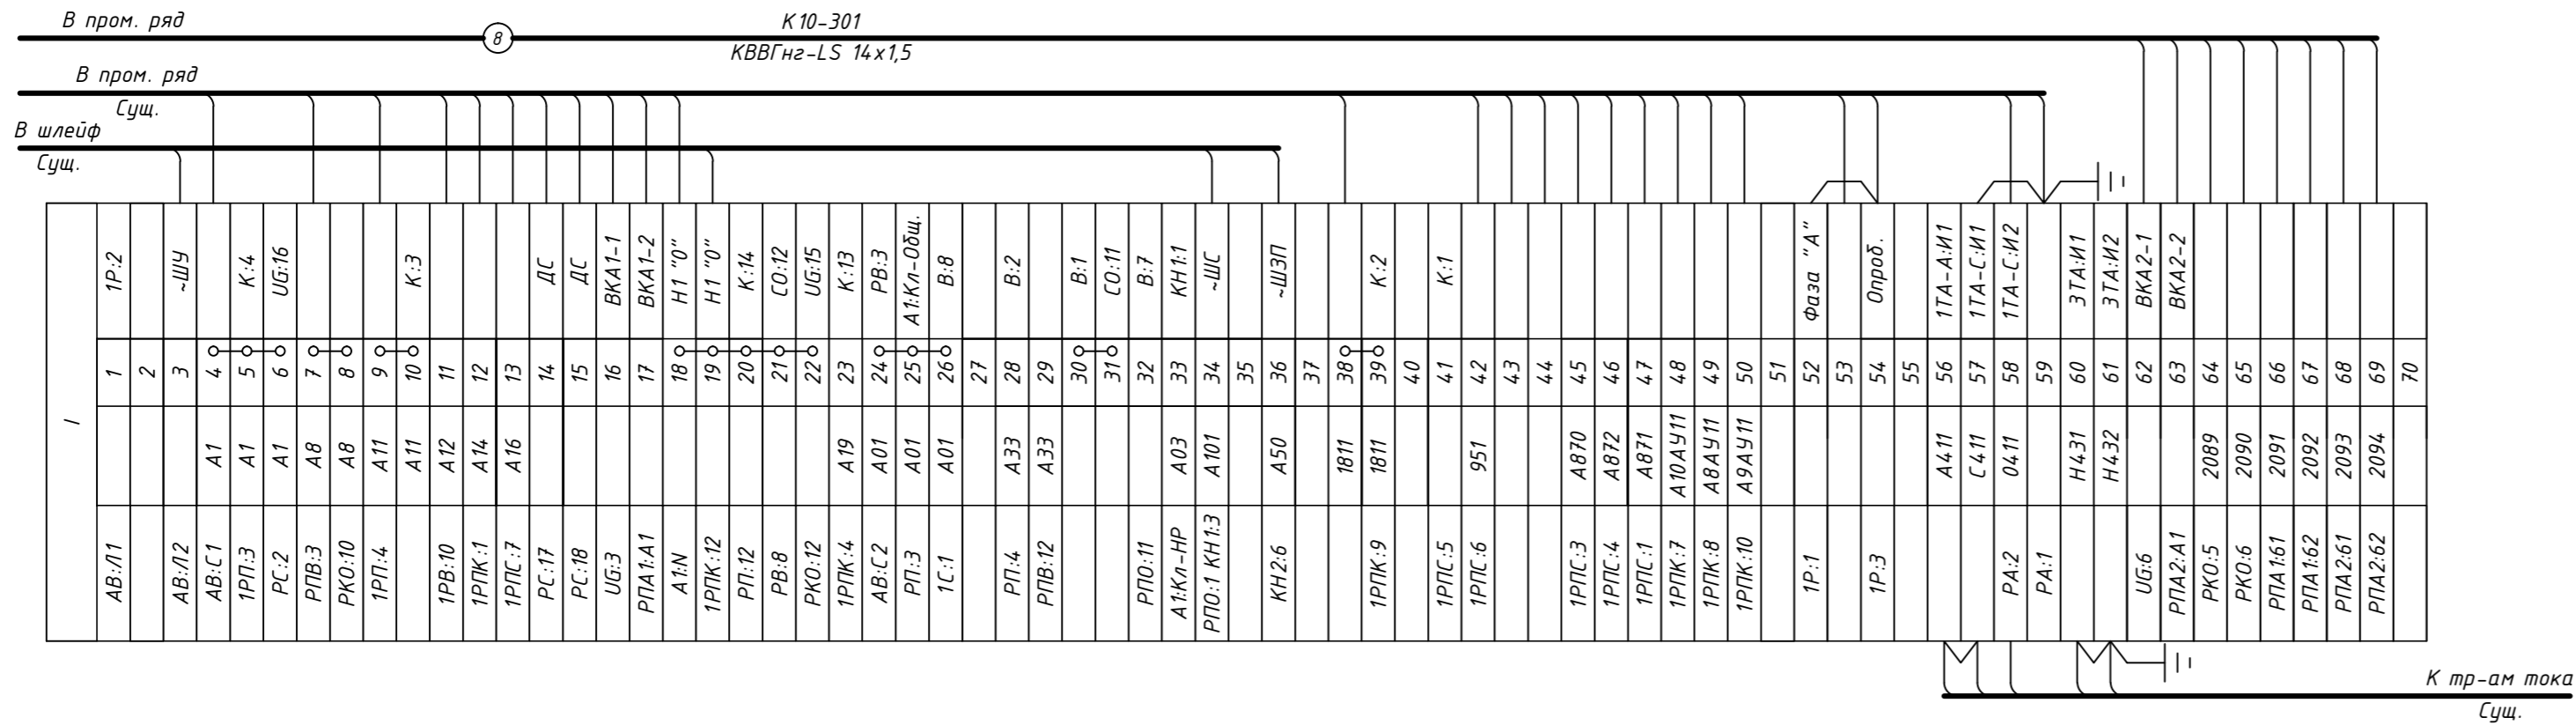 В пром. ряд
К10-301
8
КВВГнг-LS 14х1,5
В пром. ряд
Сущ.
В шлейф
Сущ.
I
1Р:2
~ШУ
К:4
UG:16
К:3
ДС
ДС
ВКА1-1
ВКА1-2
Н1 "0"
Н1 "0"
К:14
СО:12
UG:15
К:13
РВ:3
А1:Кл-Общ.
В:8
В:2
В:1
СО:11
В:7
КН1:1
~ШС
~ШЗП
К:2
К:1
Фаза "А"
Опроб.
1ТА-А:И1
1ТА-С:И1
1ТА-С:И2
3ТА:И1
3ТА:И2
ВКА2-1
ВКА2-2
1 2 3 4 5 6 7 8 9 10 11 12 13 14 15 16 17 18 19 20 21 22 23 24 25 26 27 28 29 30 31 32 33 34 35 36 37 38 39 40 41 42 43 44 45 46 47 48 49 50 51 52 53 54 55 56 57 58 59 60 61 62 63 64 65 66 67 68 69 70
А1
А1
А1
А8
А8
А11
А11
А12
А14
А16
А19
А01
А01
А01
А33
А33
А03
А101
А50
1811
1811
951
А870
А872
А871
А10АУ11
А8АУ11
А9АУ11
А411
С411
0411
Н431
Н432
2089
2090
2091
2092
2093
2094
АВ:Л1
АВ:Л2
АВ:С1
1РП:3
РС:2
РПВ:3
РКО:10
1РП:4
1РВ:10
1РПК:1
1РПС:7
РС:17
РС:18
UG:3
РПА1:А1
А1:N
1РПК:12
РП:12
РВ:8
РКО:12
1РПК:4
АВ:С2
РП:3
1С:1
РП:4
РПВ:12
РПО:11
А1:Кл-НР
РПО:1 КН1:3
КН2:6
1РПК:9
1РПС:5
1РПС:6
1РПС:3
1РПС:4
1РПС:1
1РПК:7
1РПК:8
1РПК:10
1Р:1
1Р:3
РА:2
РА:1
UG:6
РПА2:А1
РКО:5
РКО:6
РПА1:61
РПА1:62
РПА2:61
РПА2:62
К тр-ам тока
Сущ.